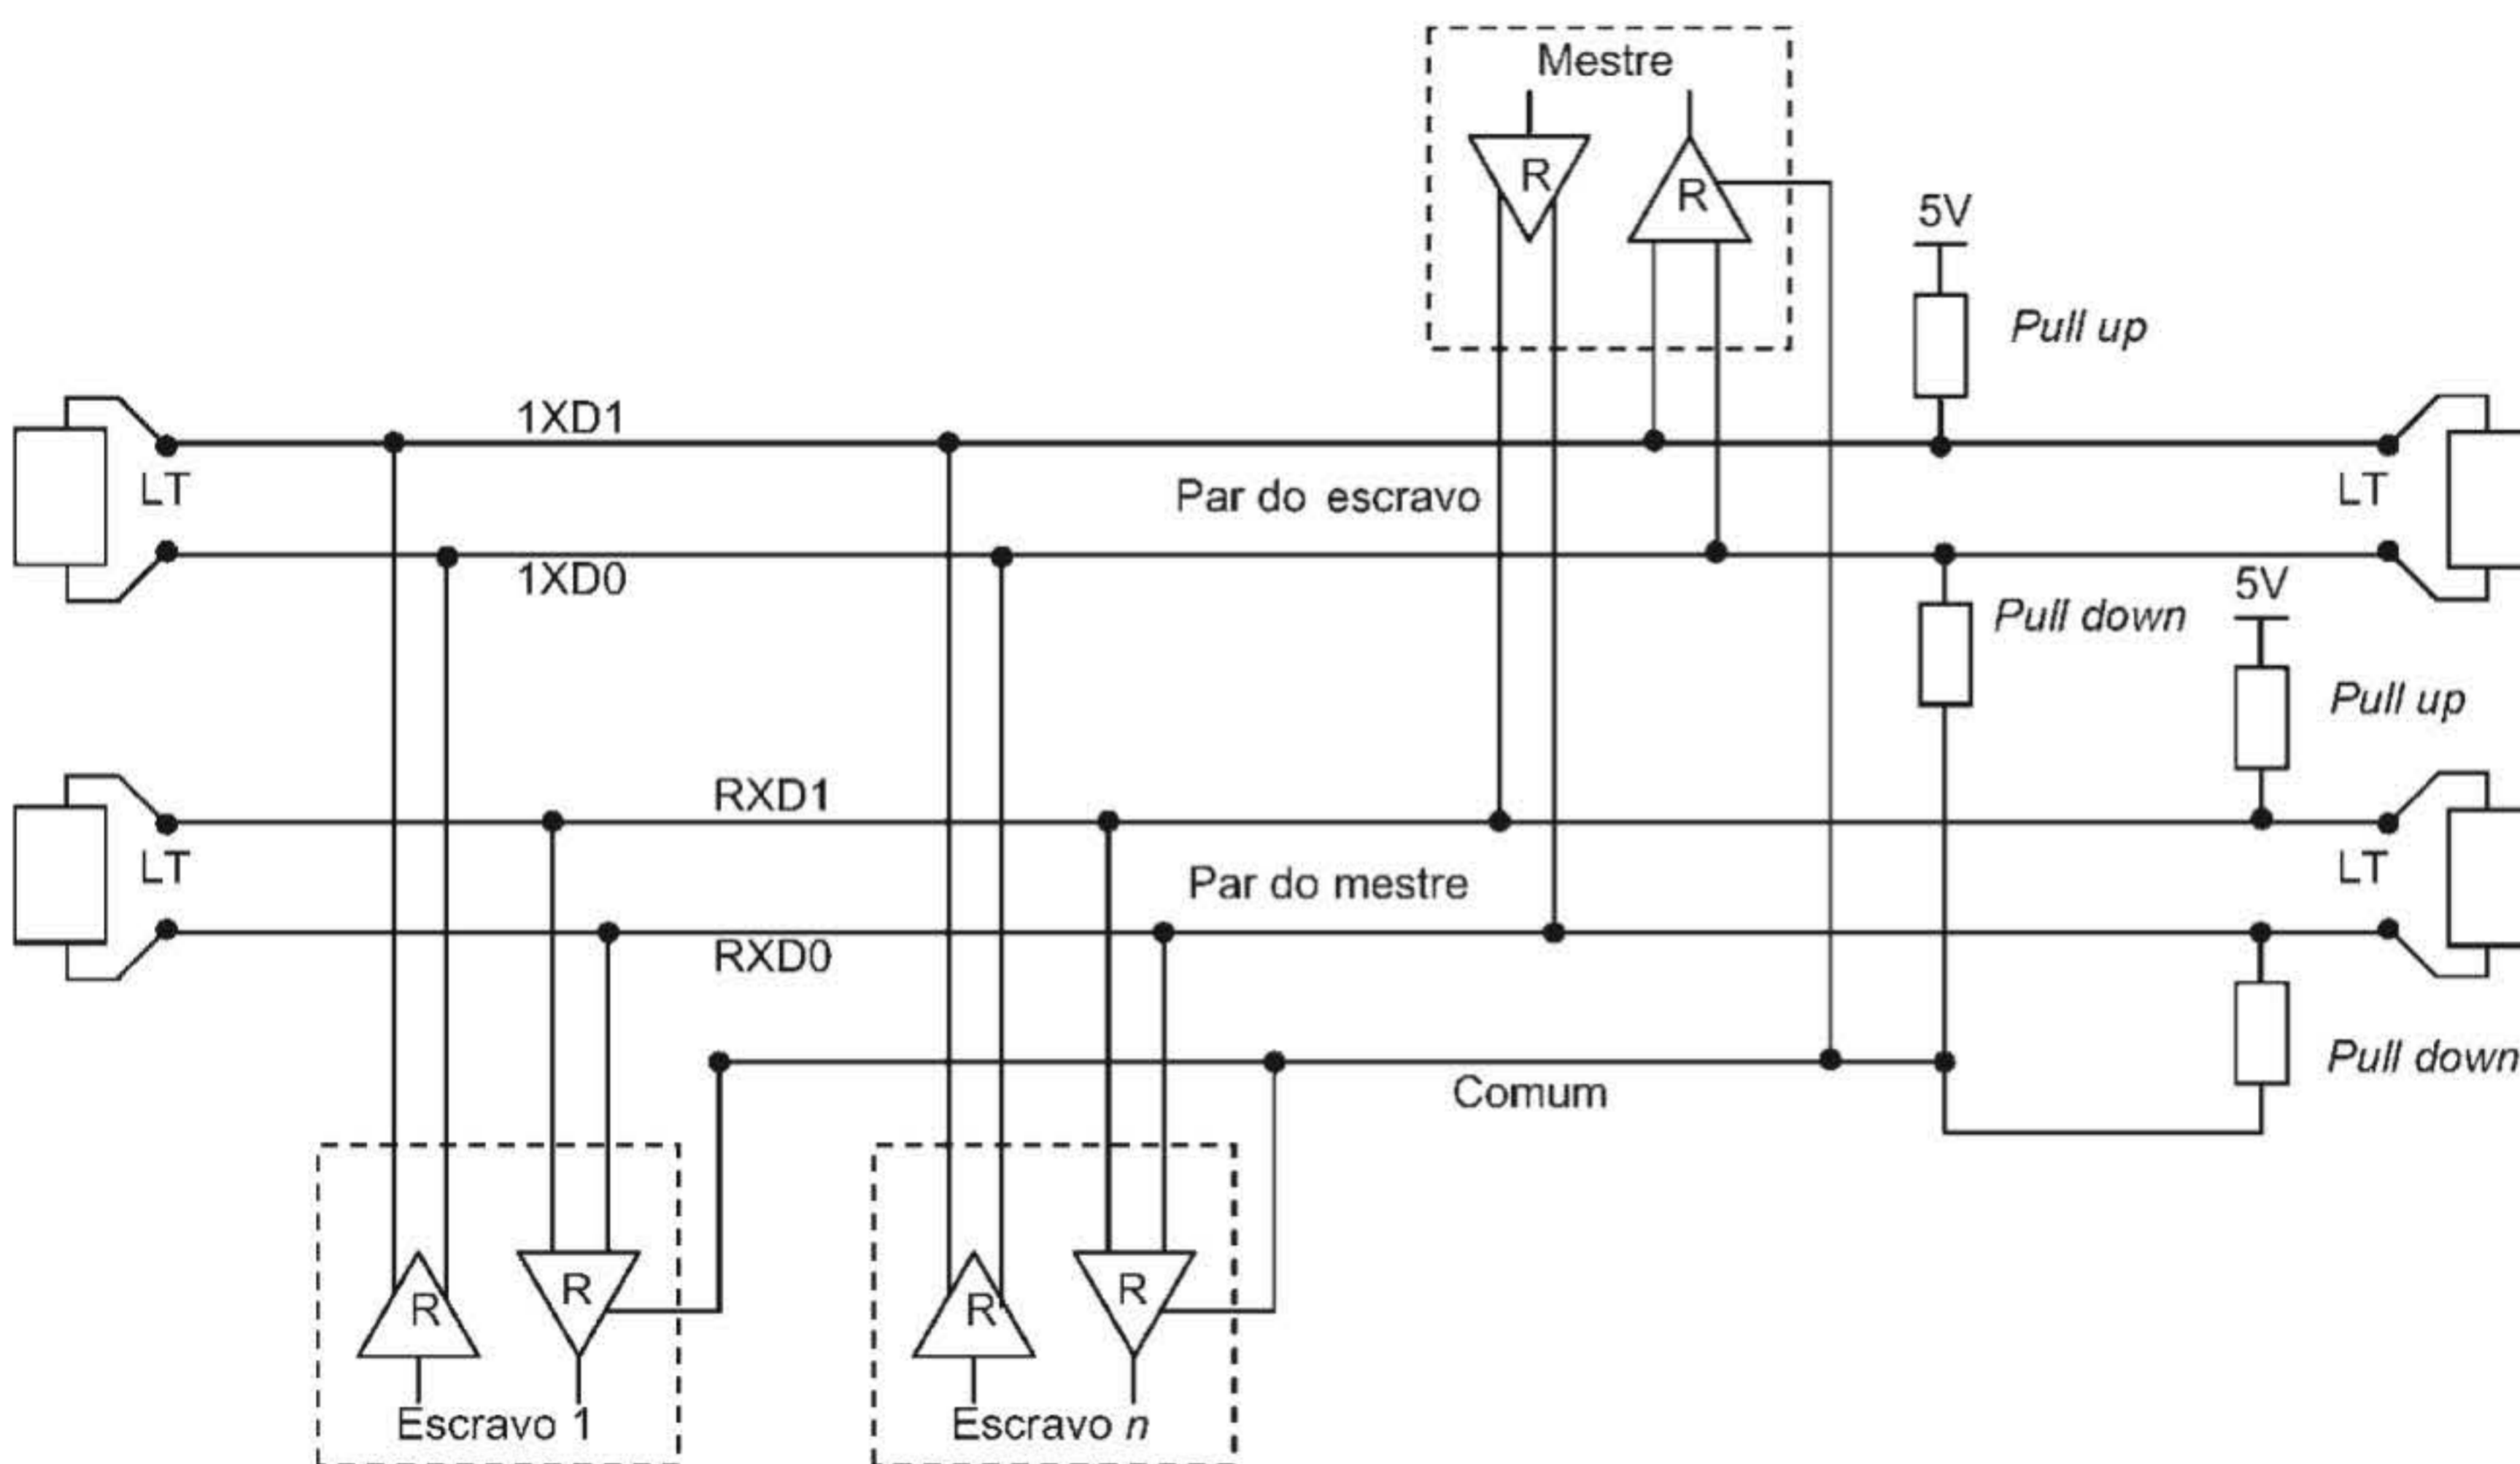 Mestre
R
R
5V
Pull up
1XD1
LT
Par do escravo
LT
1XD0
5V
Pull down
Pull up
RXD1
LT
Par do mestre
LT
RXD0
Pull down
Comum
R
R
R
R
Escravo 1
Escravo n